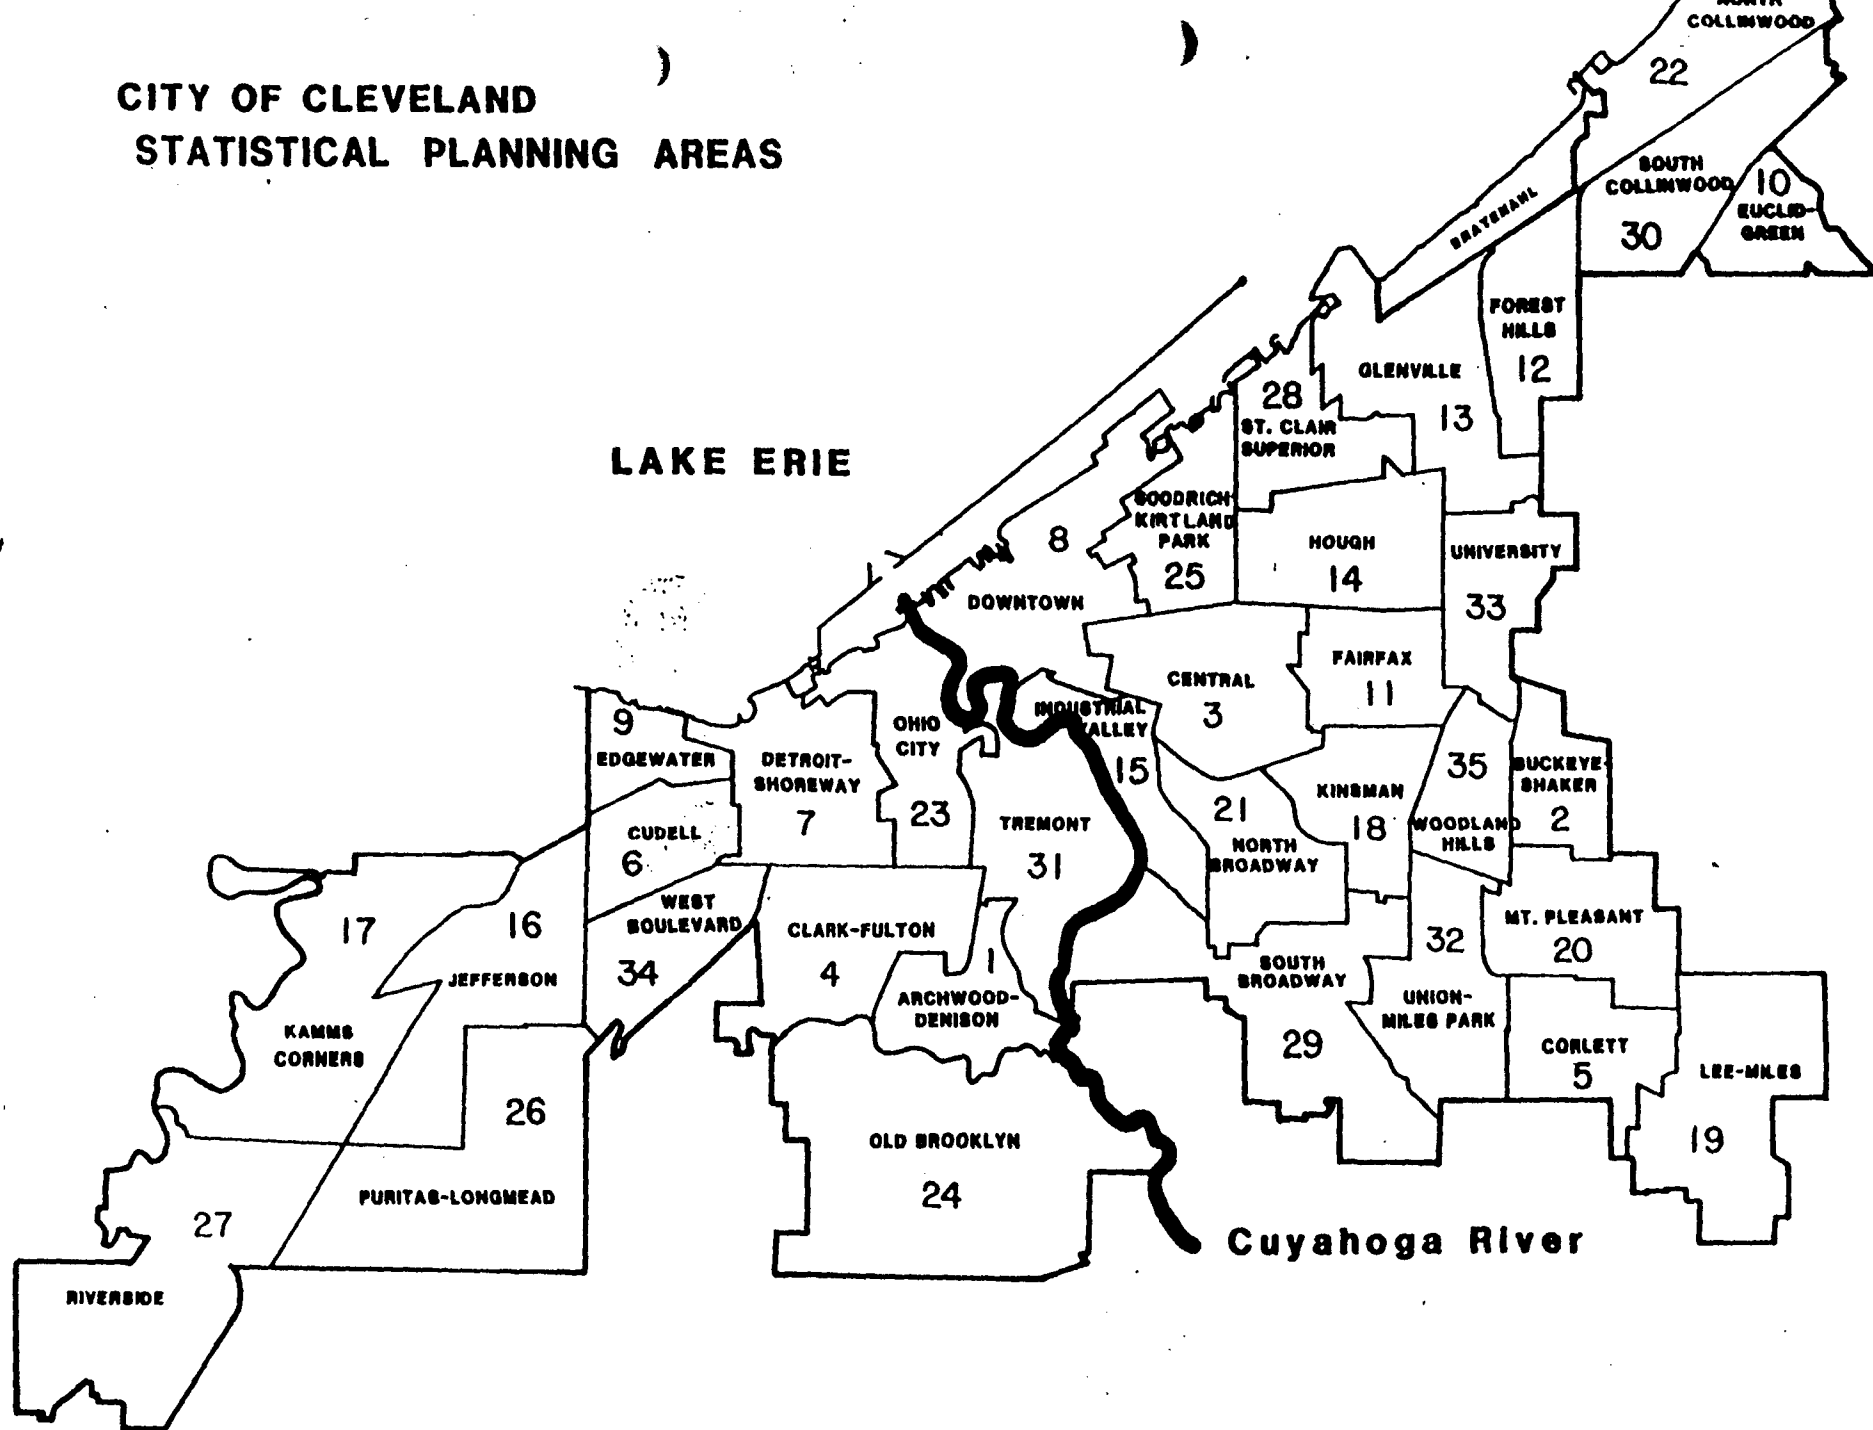 NORTH
COLLINWOOD
22
CITY OF CLEVELAND
STATISTICAL PLANNING AREAS
SOUTH
COLLINWOOD
30
10
EUCLID-
GREEN
BRATENAHL
FOREST
HILLS
12
GLENVILLE
13
28
ST. CLAIR
SUPERIOR
LAKE ERIE
GOODRICH
KIRTLAND
PARK
25
8
DOWNTOWN
HOUGH
14
UNIVERSITY
33
FAIRFAX
11
CENTRAL
3
INDUSTRIAL
VALLEY
15
OHIO
CITY
23
9
EDGEWATER
DETROIT-
SHOREWAY
7
35
WOODLAND
HILLS
BUCKEYE-
SHAKER
2
KINSMAN
18
21
NORTH
BROADWAY
TREMONT
31
CUDELL
6
WEST
BOULEVARD
34
17
KAMMS
CORNERS
16
JEFFERSON
CLARK-FULTON
4
1
ARCHWOOD-
DENISON
SOUTH
BROADWAY
29
32
UNION-
MILES PARK
MT. PLEASANT
20
CORLETT
5
LEE-MILES
19
26
PURITAS-LONGMEAD
27
RIVERSIDE
OLD BROOKLYN
24
Cuyahoga River